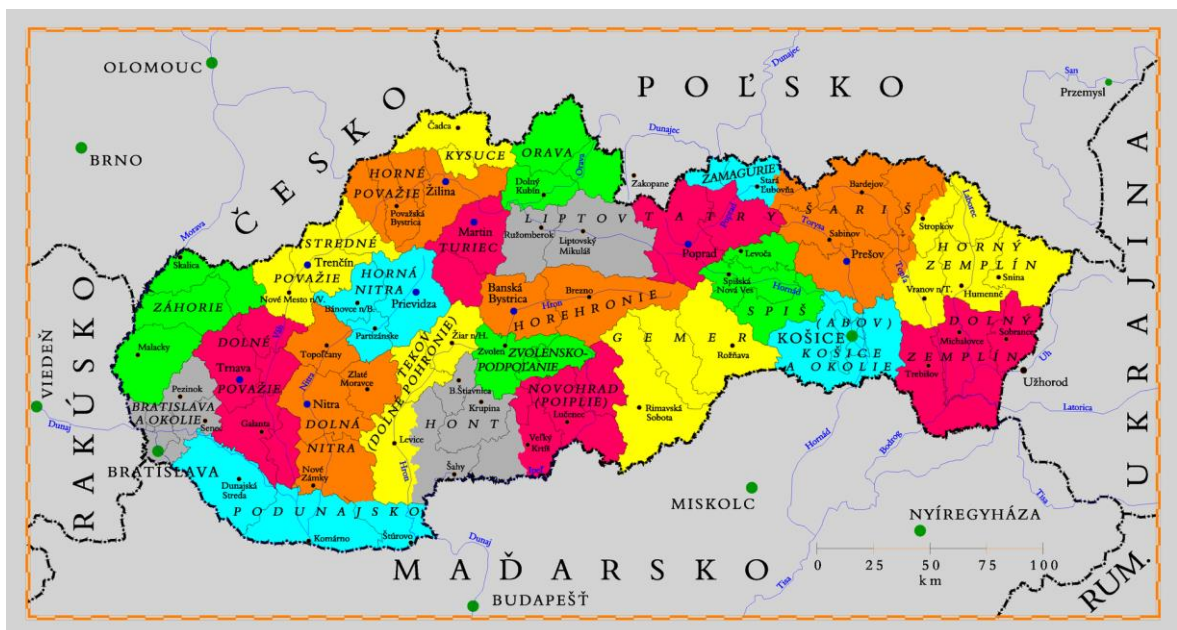 OLOMOUC
BRNO
ČESKO
POĽSKO
San
Przemysl
Dunajec
Dunajec
Zakopane
Morava
RAKÚSKO
VIEDEŇ
Dunaj
UKRAJINA
Čadca
KYSUCE
ORAVA
Orava
Dolný
Kubín
HORNÉ
POVAŽIE
Žilina
Považská
Bystrica
ZAMAGURIE
Stará
Ľubovňa
Bardejov
ŠARIŠ
Torysa
Sabinov
Prešov
Topľa
Laborec
Stropkov
HORNÝ
ZEMPLÍN
Snina
Humenné
Vranov n/T.
Martin
TURIEC
LIPTOV
Ružomberok
Liptovský
Mikuláš
TATRY
Poprad
Poprad
STREDNÉ
Trenčín
POVAŽIE
Nové Mesto n/V.
HORNÁ
NITRA
Prievidza
Bánovce n/B.
Partizánske
Skalica
ZÁHORIE
Malacky
Banská
Bystrica
Brezno
Hron
HOREHRONIE
Levoča
Spišská
Nová Ves
Hornád
SPIŠ
(ABOV)
KOŠICE
KOŠICE
A OKOLIE
DOLNÝ
Michalovce
Sobrance
ZEMPLÍN
Trebišov
Uh
Užhorod
Latorica
DOLNÉ
Váh
Trnava
POVAŽIE
Galanta
Topoľčany
Zlaté
Moravce
Nitra
Nitra
DOLNÁ
NITRA
Nové
Zámky
TEKOV
(DOLNÉ POHRONIE)
Žiar n/H.
Levice
Hron
Zvolen
ZVOLENSKO-
PODPOĽANIE
B.Štiavnica
Krupina
HONT
Šahy
NOVOHRAD
(POIPLIE)
Lučenec
Veľký
Krtíš
Ipeľ
GEMER
Rožňava
Rimavská
Sobota
Pezinok
BRATISLAVA
A OKOLIE
Senec
BRATISLAVA
Dunajská
Streda
PODUNAJSKO
Komárno
Štúrovo
Dunaj
BUDAPEŠŤ
MAĎARSKO
MISKOLC
Hornád
Bodrog
Tisa
Tisa
NYÍREGYHÁZA
0 25 50 75 100
km
RUM.